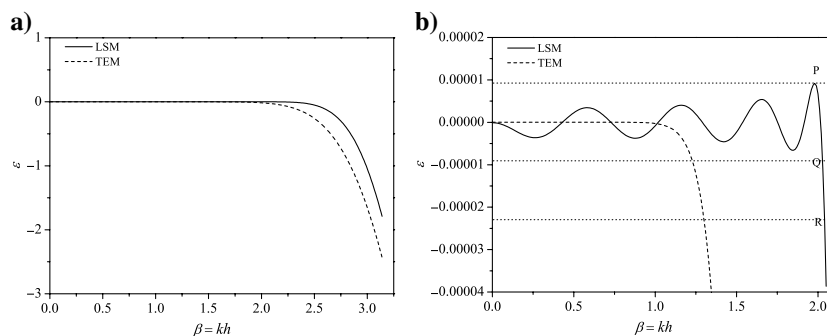 a)
LSM
TEM
1
0
−1
−2
−3
ε
0.0 0.5 1.0 1.5 2.0 2.5 3.0
β = kh
b)
LSM
TEM
0.00002
0.00001
0.00000
−0.00001
−0.00002
−0.00003
−0.00004
ε
P
Q
R
0.0 0.5 1.0 1.5 2.0
β = kh